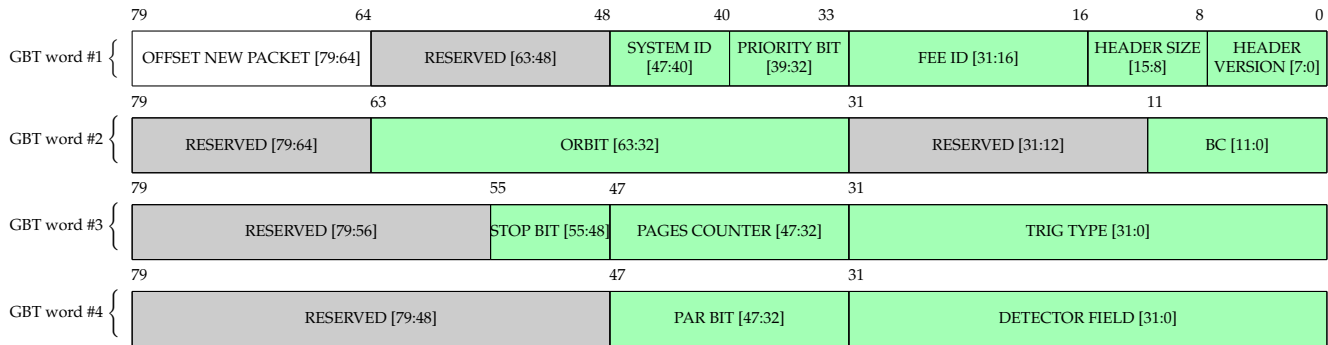 79 64 48 40 33 16 8 0
GBT word #1
OFFSET NEW PACKET [79:64]
RESERVED [63:48]
SYSTEM ID
[47:40]
PRIORITY BIT
[39:32]
FEE ID [31:16]
HEADER SIZE
[15:8]
HEADER
VERSION [7:0]
79 63 31 11
GBT word #2
RESERVED [79:64]
ORBIT [63:32]
RESERVED [31:12]
BC [11:0]
79 55 47 31
GBT word #3
RESERVED [79:56]
STOP BIT [55:48]
PAGES COUNTER [47:32]
TRIG TYPE [31:0]
79 47 31
GBT word #4
RESERVED [79:48]
PAR BIT [47:32]
DETECTOR FIELD [31:0]